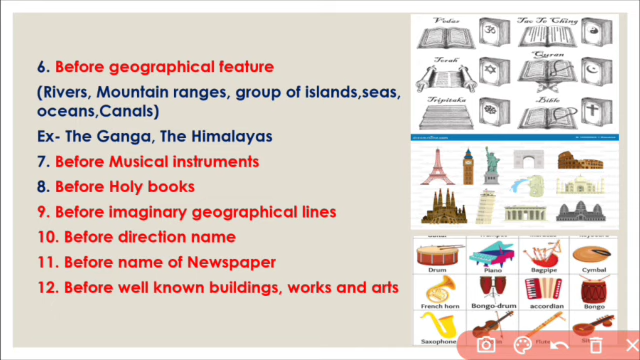 6. Before geographical feature
(Rivers, Mountain ranges, group of islands,seas,
oceans,Canals)
Ex- The Ganga, The Himalayas
7. Before Musical instruments
8. Before Holy books
9. Before imaginary geographical lines
10. Before direction name
11. Before name of Newspaper
12. Before well known buildings, works and arts
Vedas
Tao Te Ching
Torah
Quran
Tripitaka
Bible
Drum
Piano
Bagpipe
Cymbal
French horn
Bongo-drum
accordian
Bongo
Saxophone